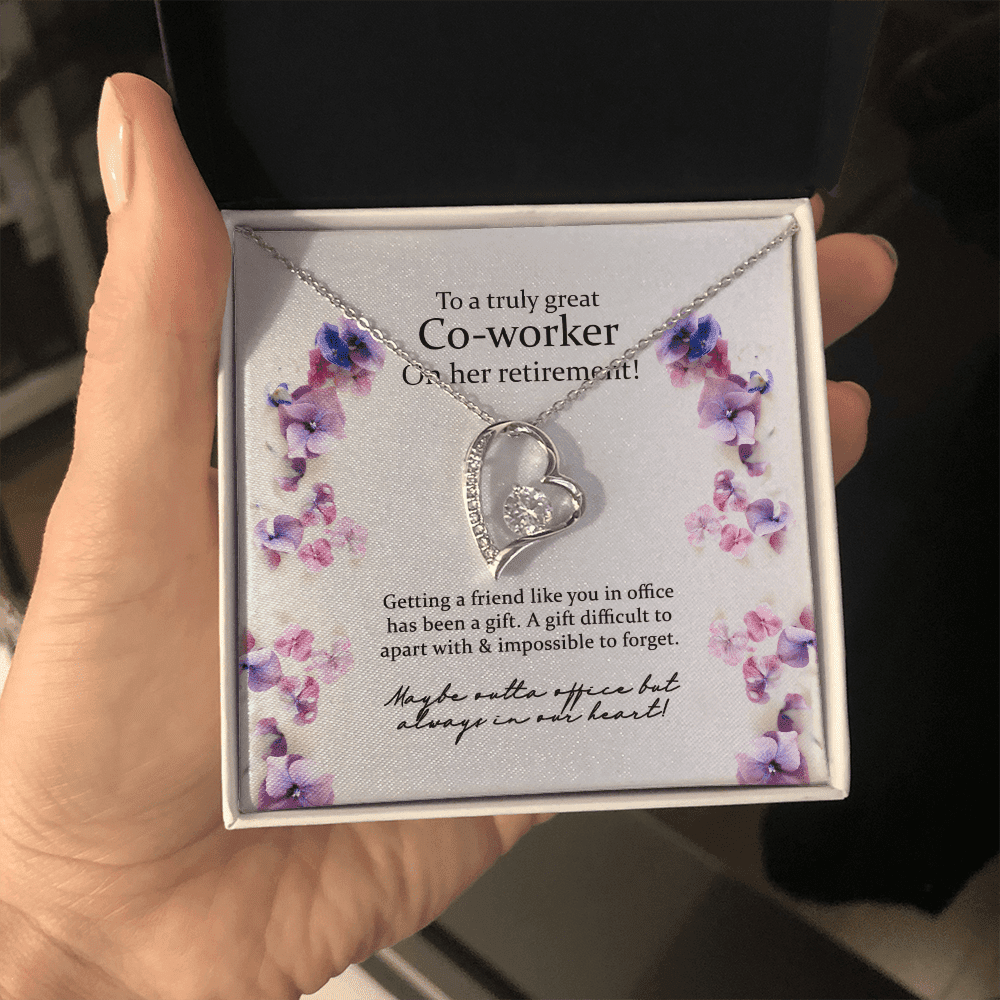 To a truly great
Co-worker
On her retirement!
Getting a friend like you in office
has been a gift. A gift difficult to
apart with & impossible to forget.
Maybe outta office but
always in our heart!